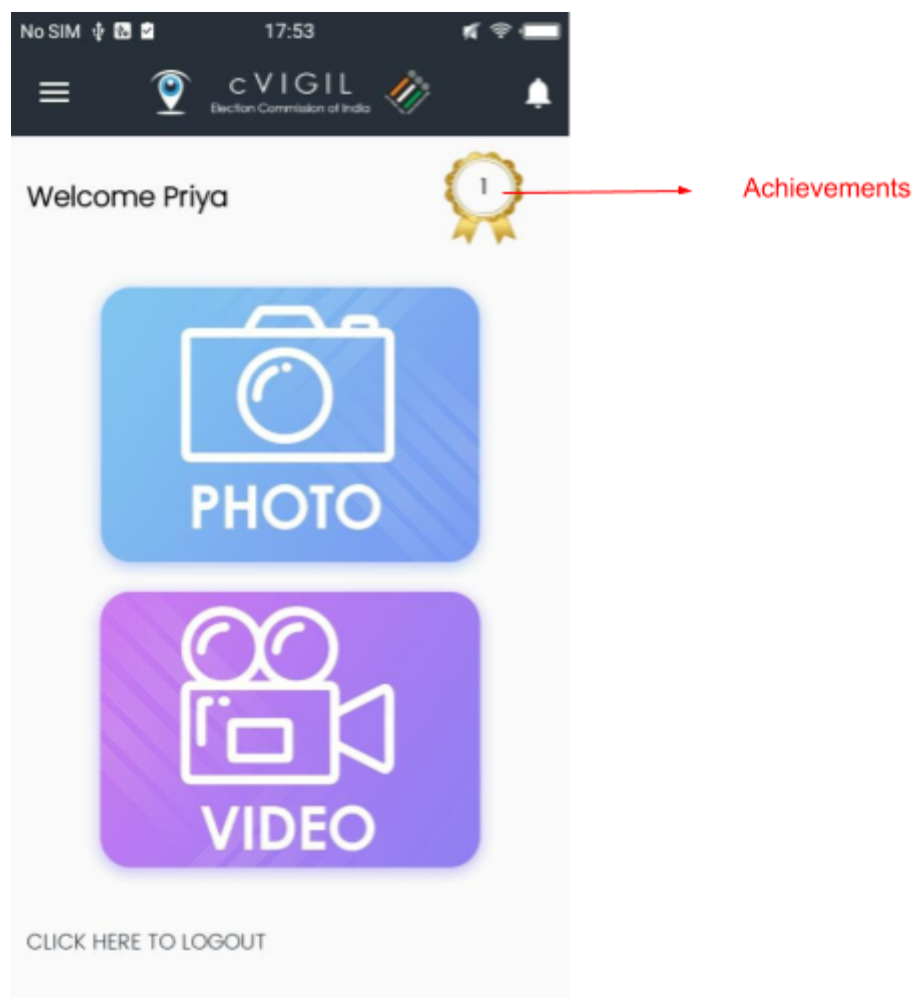 No SIM 17:53
cVIGIL
Election Commission of India
Welcome Priya
1
Achievements
PHOTO
VIDEO
CLICK HERE TO LOGOUT